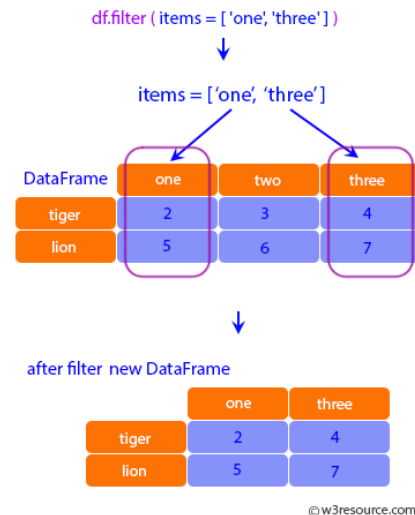 df.filter ( items = [ 'one', 'three' ] )
items = [‘one’, ‘three’]
DataFrame one two three
tiger 2 3 4
lion 5 6 7
after filter new DataFrame
one three
tiger 2 4
lion 5 7
© w3resource.com